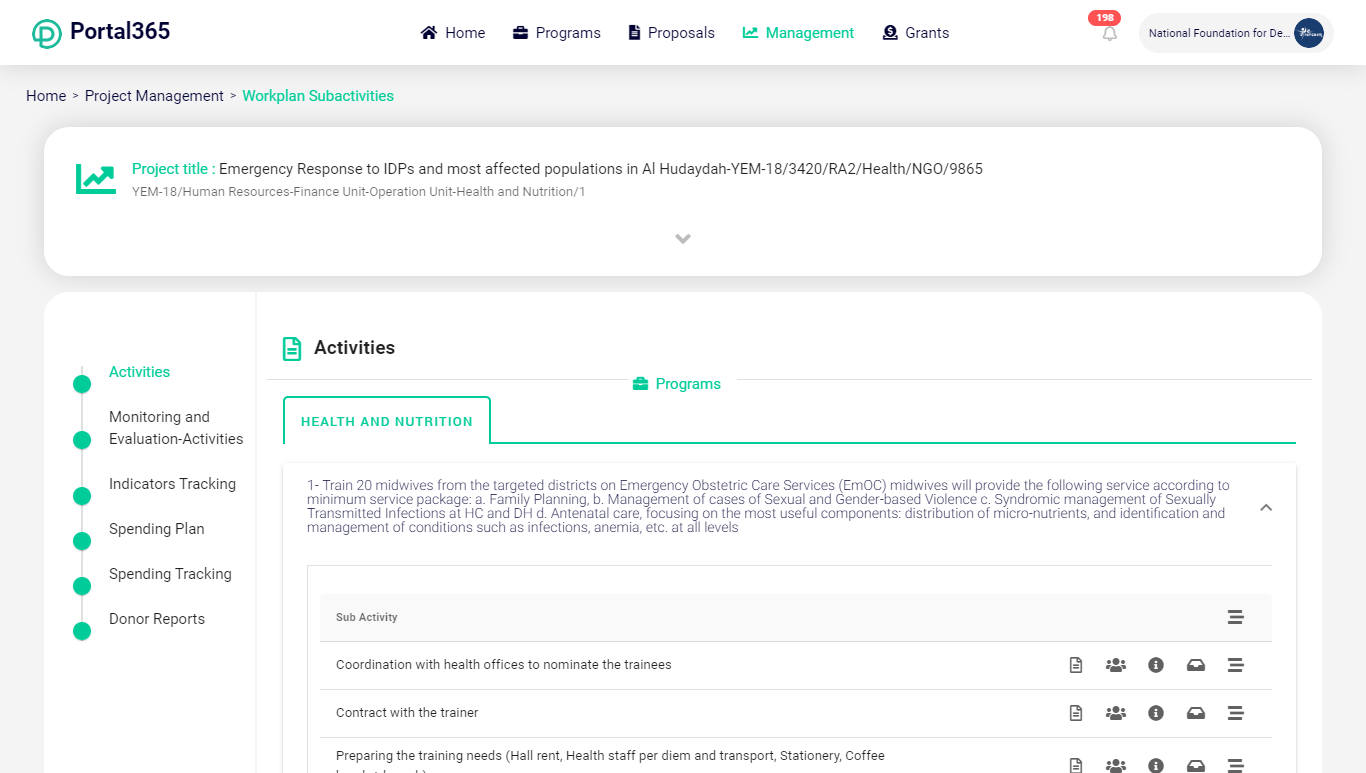 Portal365
Home
Programs
Proposals
Management
Grants
198
National Foundation for De...
Home > Project Management > Workplan Subactivities
Project title : Emergency Response to IDPs and most affected populations in Al Hudaydah-YEM-18/3420/RA2/Health/NGO/9865
YEM-18/Human Resources-Finance Unit-Operation Unit-Health and Nutrition/1
Activities
Monitoring and
Evaluation-Activities
Indicators Tracking
Spending Plan
Spending Tracking
Donor Reports
Activities
Programs
HEALTH AND NUTRITION
1- Train 20 midwives from the targeted districts on Emergency Obstetric Care Services (EmOC) midwives will provide the following service according to
minimum service package: a. Family Planning, b. Management of cases of Sexual and Gender-based Violence c. Syndromic management of Sexually
Transmitted Infections at HC and DH d. Antenatal care, focusing on the most useful components: distribution of micro-nutrients, and identification and
management of conditions such as infections, anemia, etc. at all levels
Sub Activity
Coordination with health offices to nominate the trainees
Contract with the trainer
Preparing the training needs (Hall rent, Health staff per diem and transport, Stationery, Coffee